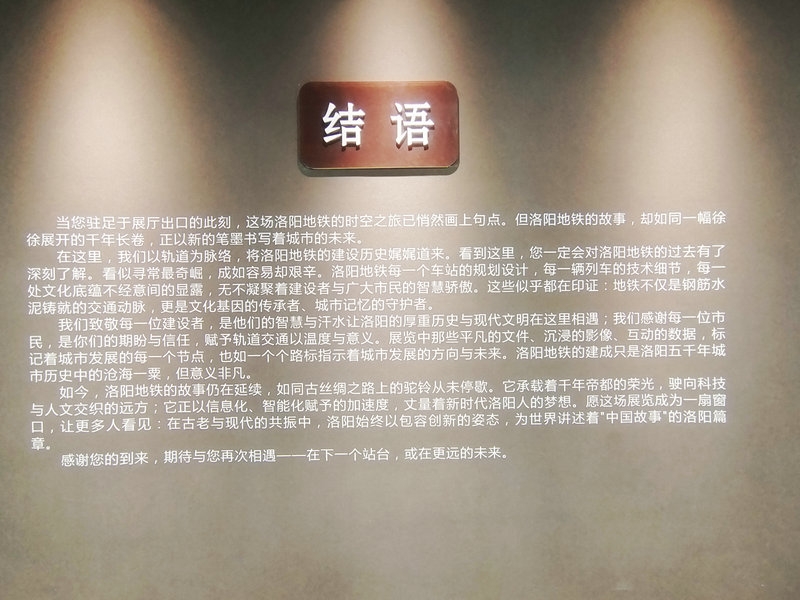 结语
当您驻足于展厅出口的此刻，这场洛阳地铁的时空之旅已悄然画上句点。但洛阳地铁的故事，却如同一幅徐
徐展开的千年长卷，正以新的笔墨书写着城市的未来。
在这里，我们以轨道为脉络，将洛阳地铁的建设历史娓娓道来。看到这里，您一定会对洛阳地铁的过去有了
深刻了解。看似寻常最奇崛，成如容易却艰辛。洛阳地铁每一个车站的规划设计，每一辆列车的技术细节，每一
处文化底蕴不经意间的显露，无不凝聚着建设者与广大市民的智慧骄傲。这些似乎都在印证：地铁不仅是钢筋水
泥铸就的交通动脉，更是文化基因的传承者、城市记忆的守护者。
我们致敬每一位建设者，是他们的智慧与汗水让洛阳的厚重历史与现代文明在这里相遇；我们感谢每一位市
民，是你们的期盼与信任，赋予轨道交通以温度与意义。展览中那些平凡的文件、沉浸的影像、互动的数据，标
记着城市发展的每一个节点，也如一个个路标指示着城市发展的方向与未来。洛阳地铁的建成只是洛阳五千年城
市历史中的沧海一粟，但意义非凡。
如今，洛阳地铁的故事仍在延续，如同古丝绸之路上的驼铃从未停歇。它承载着千年帝都的荣光，驶向科技
与人文交织的远方；它正以信息化、智能化赋予的加速度，丈量着新时代洛阳人的梦想。愿这场展览成为一扇窗
口，让更多人看见：在古老与现代的共振中，洛阳始终以包容创新的姿态，为世界讲述着"中国故事"的洛阳篇
章。
感谢您的到来，期待与您再次相遇——在下一个站台，或在更远的未来。